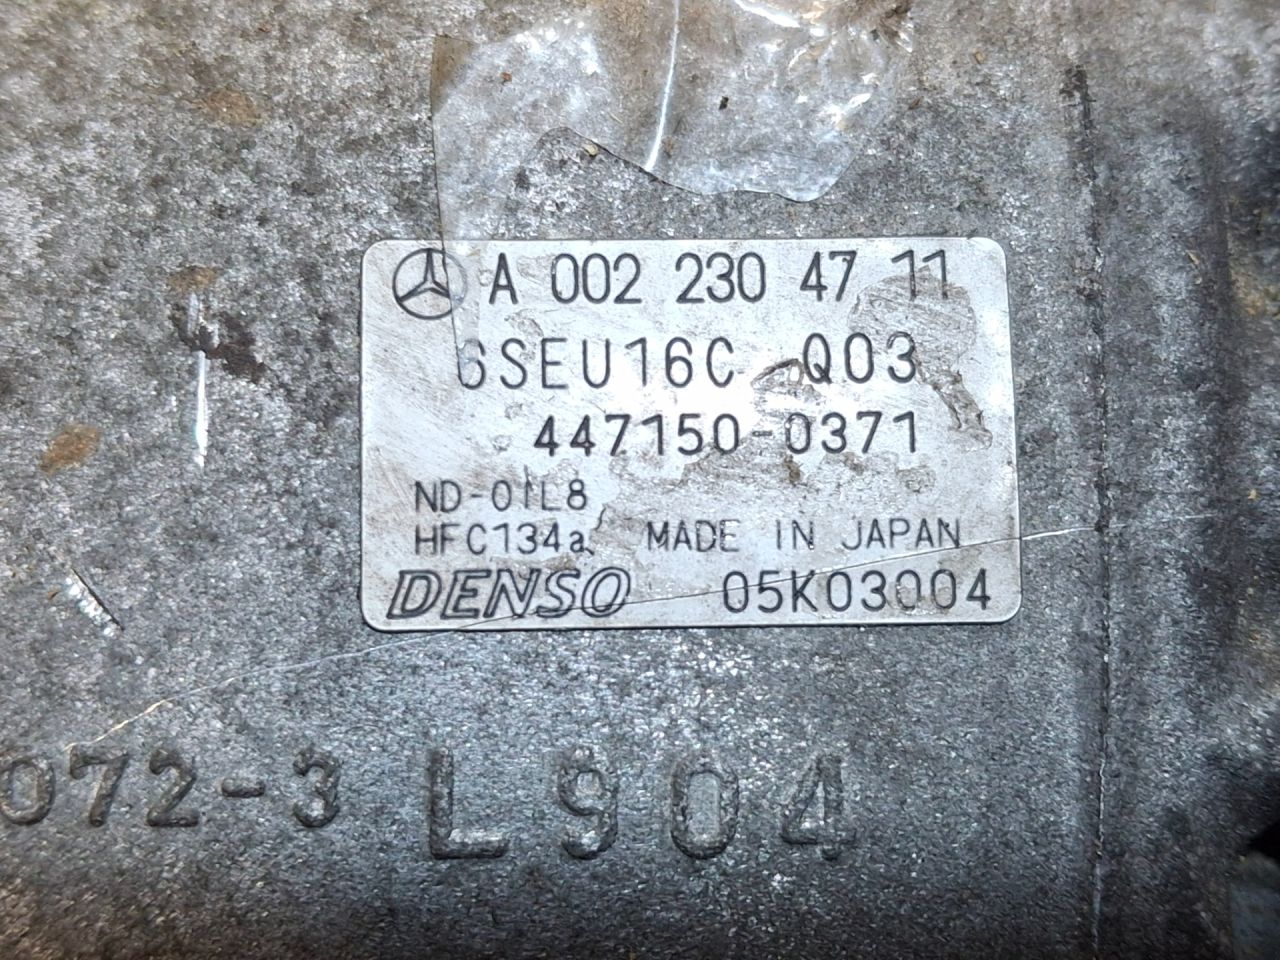 A 002 230 47 11
6SEU16C Q03
447150-0371
ND-OIL8
HFC134a MADE IN JAPAN
DENSO 05K03004
072-3 L904